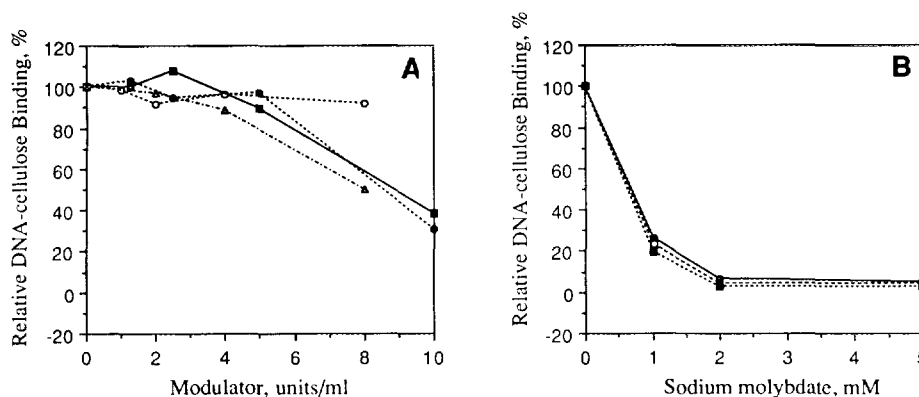 A
Relative DNA-cellulose Binding, %
120
100
80
60
40
20
0
-20
0 2 4 6 8 10
Modulator, units/ml
B
Relative DNA-cellulose Binding, %
120
100
80
60
40
20
0
-20
0 1 2 3 4 5
Sodium molybdate, mM